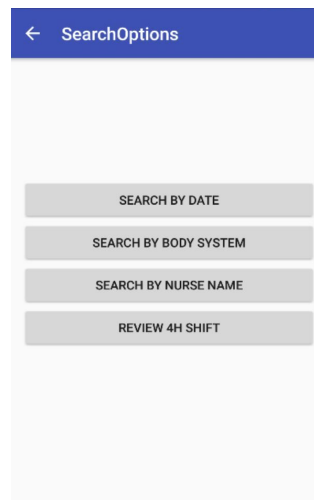 SearchOptions
SEARCH BY DATE
SEARCH BY BODY SYSTEM
SEARCH BY NURSE NAME
REVIEW 4H SHIFT